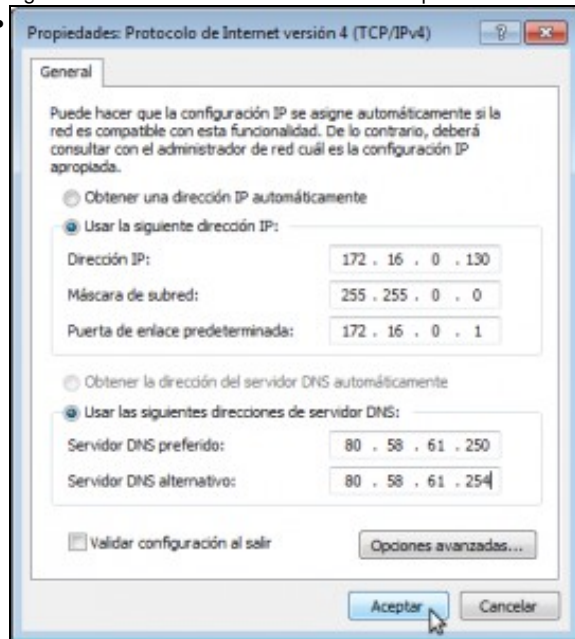 Propiedades: Protocolo de Internet versión 4 (TCP/IPv4)
General
Puede hacer que la configuración IP se asigne automáticamente si la
red es compatible con esta funcionalidad. De lo contrario, deberá
consultar con el administrador de red cuál es la configuración IP
apropiada.
Obtener una dirección IP automáticamente
Usar la siguiente dirección IP:
Dirección IP: 172 . 16 . 0 . 130
Máscara de subred: 255 . 255 . 0 . 0
Puerta de enlace predeterminada: 172 . 16 . 0 . 1
Obtener la dirección del servidor DNS automáticamente
Usar las siguientes direcciones de servidor DNS:
Servidor DNS preferido: 80 . 58 . 61 . 250
Servidor DNS alternativo: 80 . 58 . 61 . 254
Validar configuración al salir
Opciones avanzadas...
Aceptar Cancelar